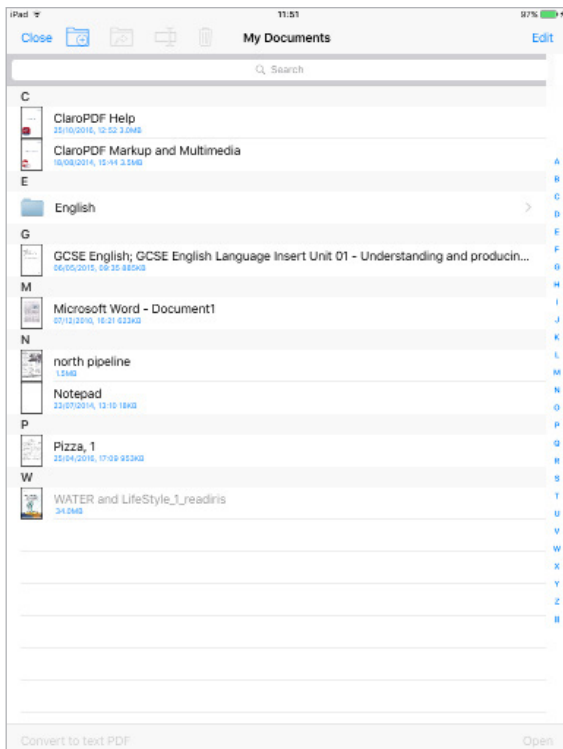 iPad 11:51 97%
Close My Documents Edit
Search
C
ClaroPDF Help
25/10/2016, 12:52 3.0MB
ClaroPDF Markup and Multimedia
18/08/2014, 15:44 3.5MB
E
English
G
GCSE English; GCSE English Language Insert Unit 01 - Understanding and producin...
06/05/2015, 09:35 885KB
M
Microsoft Word - Document1
07/12/2010, 16:21 623KB
N
north pipeline
1.5MB
Notepad
23/07/2014, 13:10 18KB
P
Pizza, 1
25/04/2016, 17:09 953KB
W
WATER and LifeStyle_1_readiris
34.0MB
A
B
C
D
E
F
G
H
I
J
K
L
M
N
O
P
Q
R
S
T
U
V
W
X
Y
Z
#
Convert to text PDF Open